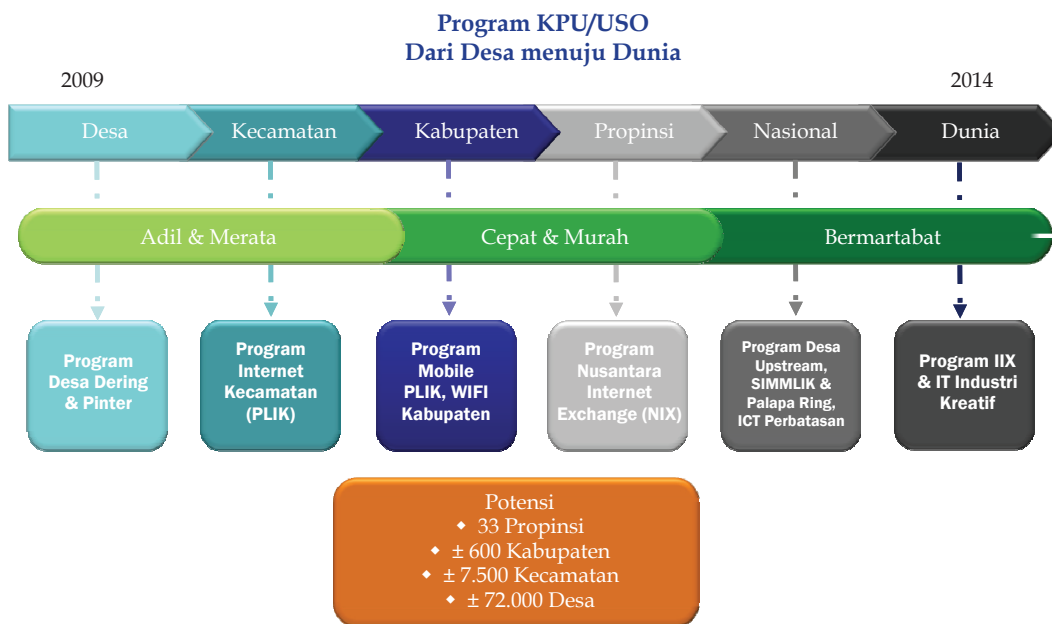 Program KPU/USO
Dari Desa menuju Dunia
2009
2014
Desa
Kecamatan
Kabupaten
Propinsi
Nasional
Dunia
Adil & Merata
Cepat & Murah
Bermartabat
Program
Desa Dering
& Pinter
Program
Internet
Kecamatan
(PLIK)
Program
Mobile
PLIK, WIFI
Kabupaten
Program
Nusantara
Internet
Exchange (NIX)
Program Desa
Upstream,
SIMMLIK &
Palapa Ring,
ICT Perbatasan
Program IIX
& IT Industri
Kreatif
Potensi
◆ 33 Propinsi
◆ ± 600 Kabupaten
◆ ± 7.500 Kecamatan
◆ ± 72.000 Desa